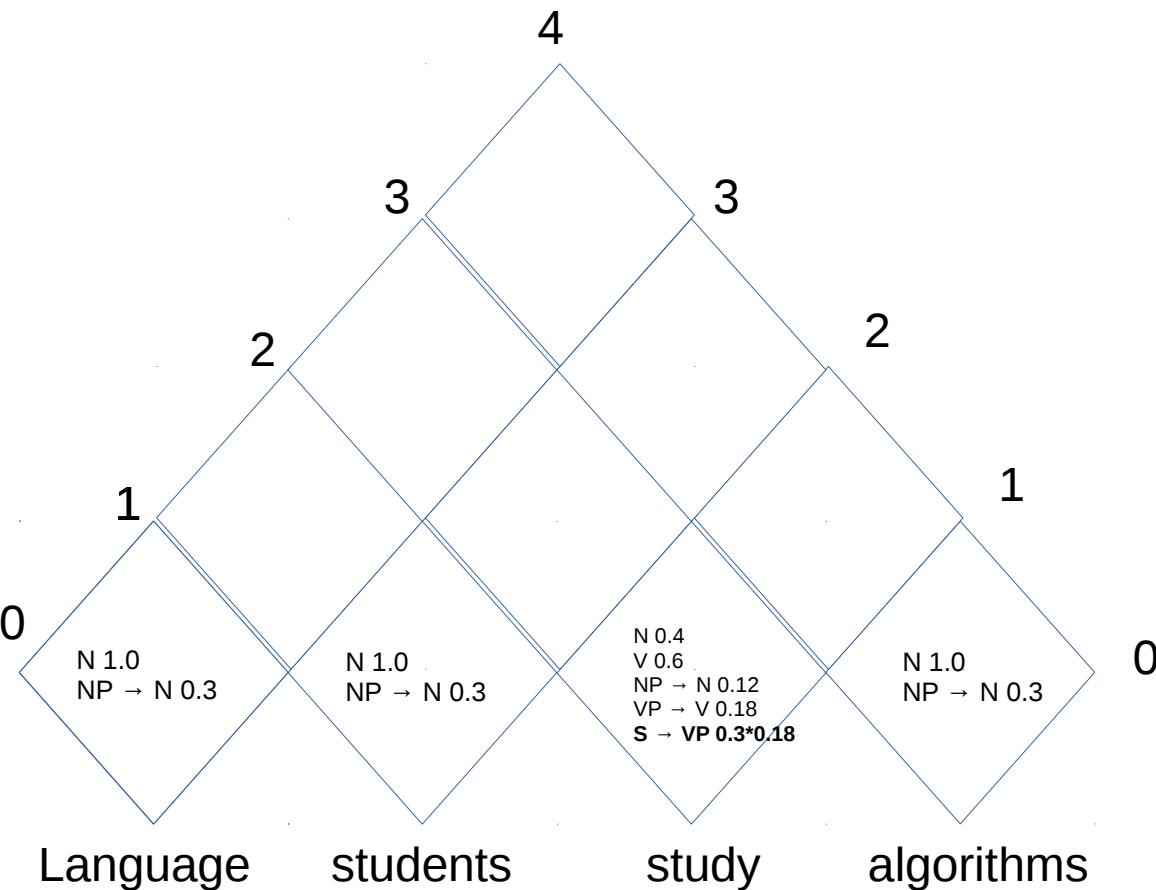 4
3
3
2
2
1
1
0
0
N 1.0
NP → N 0.3
N 1.0
NP → N 0.3
N 0.4
V 0.6
NP → N 0.12
VP → V 0.18
S → VP 0.3*0.18
N 1.0
NP → N 0.3
Language
students
study
algorithms